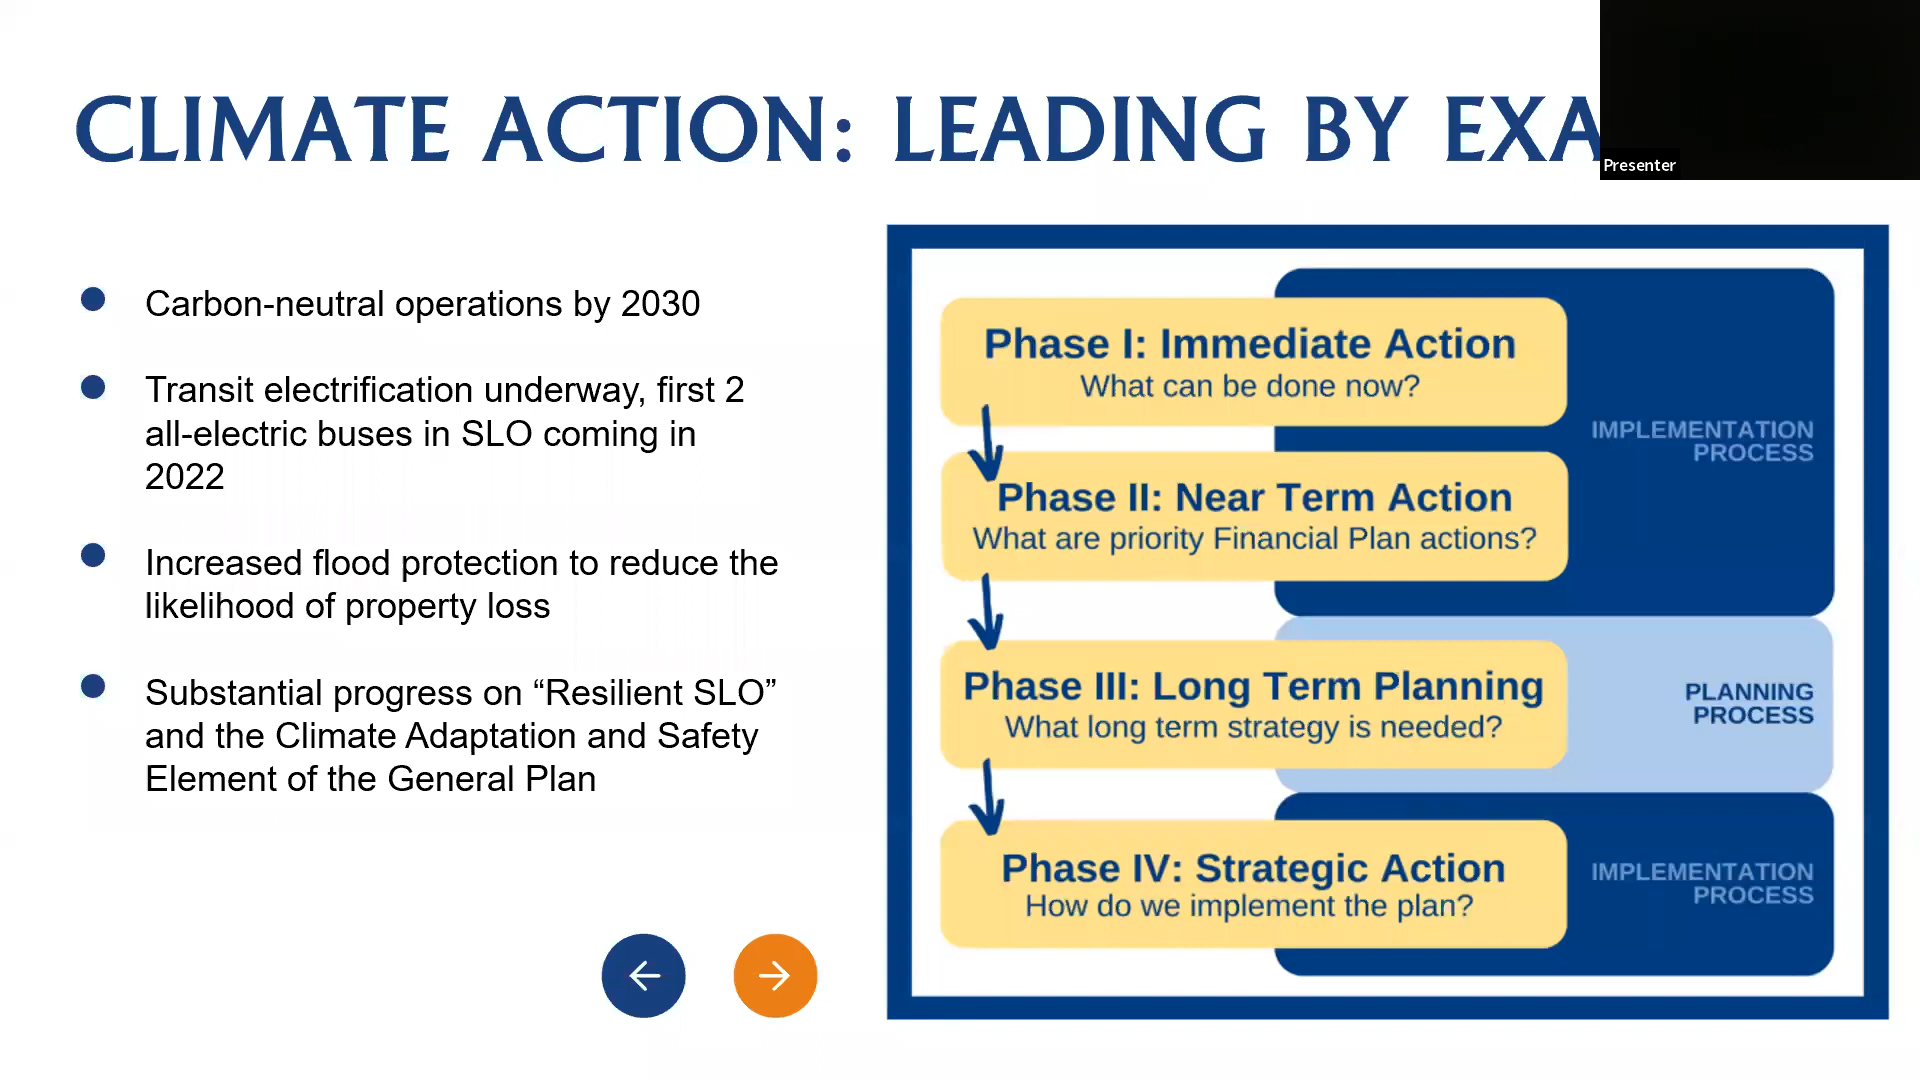 CLIMATE ACTION: LEADING BY EXA
Presenter
Carbon-neutral operations by 2030
Transit electrification underway, first 2
all-electric buses in SLO coming in
2022
Increased flood protection to reduce the
likelihood of property loss
Substantial progress on “Resilient SLO”
and the Climate Adaptation and Safety
Element of the General Plan
Phase I: Immediate Action
What can be done now?
Phase II: Near Term Action
What are priority Financial Plan actions?
IMPLEMENTATION
PROCESS
Phase III: Long Term Planning
What long term strategy is needed?
PLANNING
PROCESS
Phase IV: Strategic Action
How do we implement the plan?
IMPLEMENTATION
PROCESS